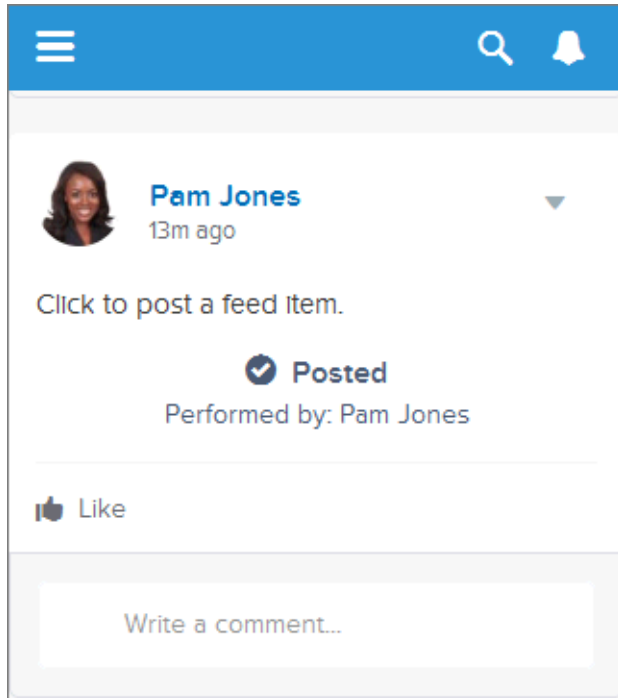 Pam Jones
13m ago
Click to post a feed item.
Posted
Performed by: Pam Jones
Like
Write a comment...